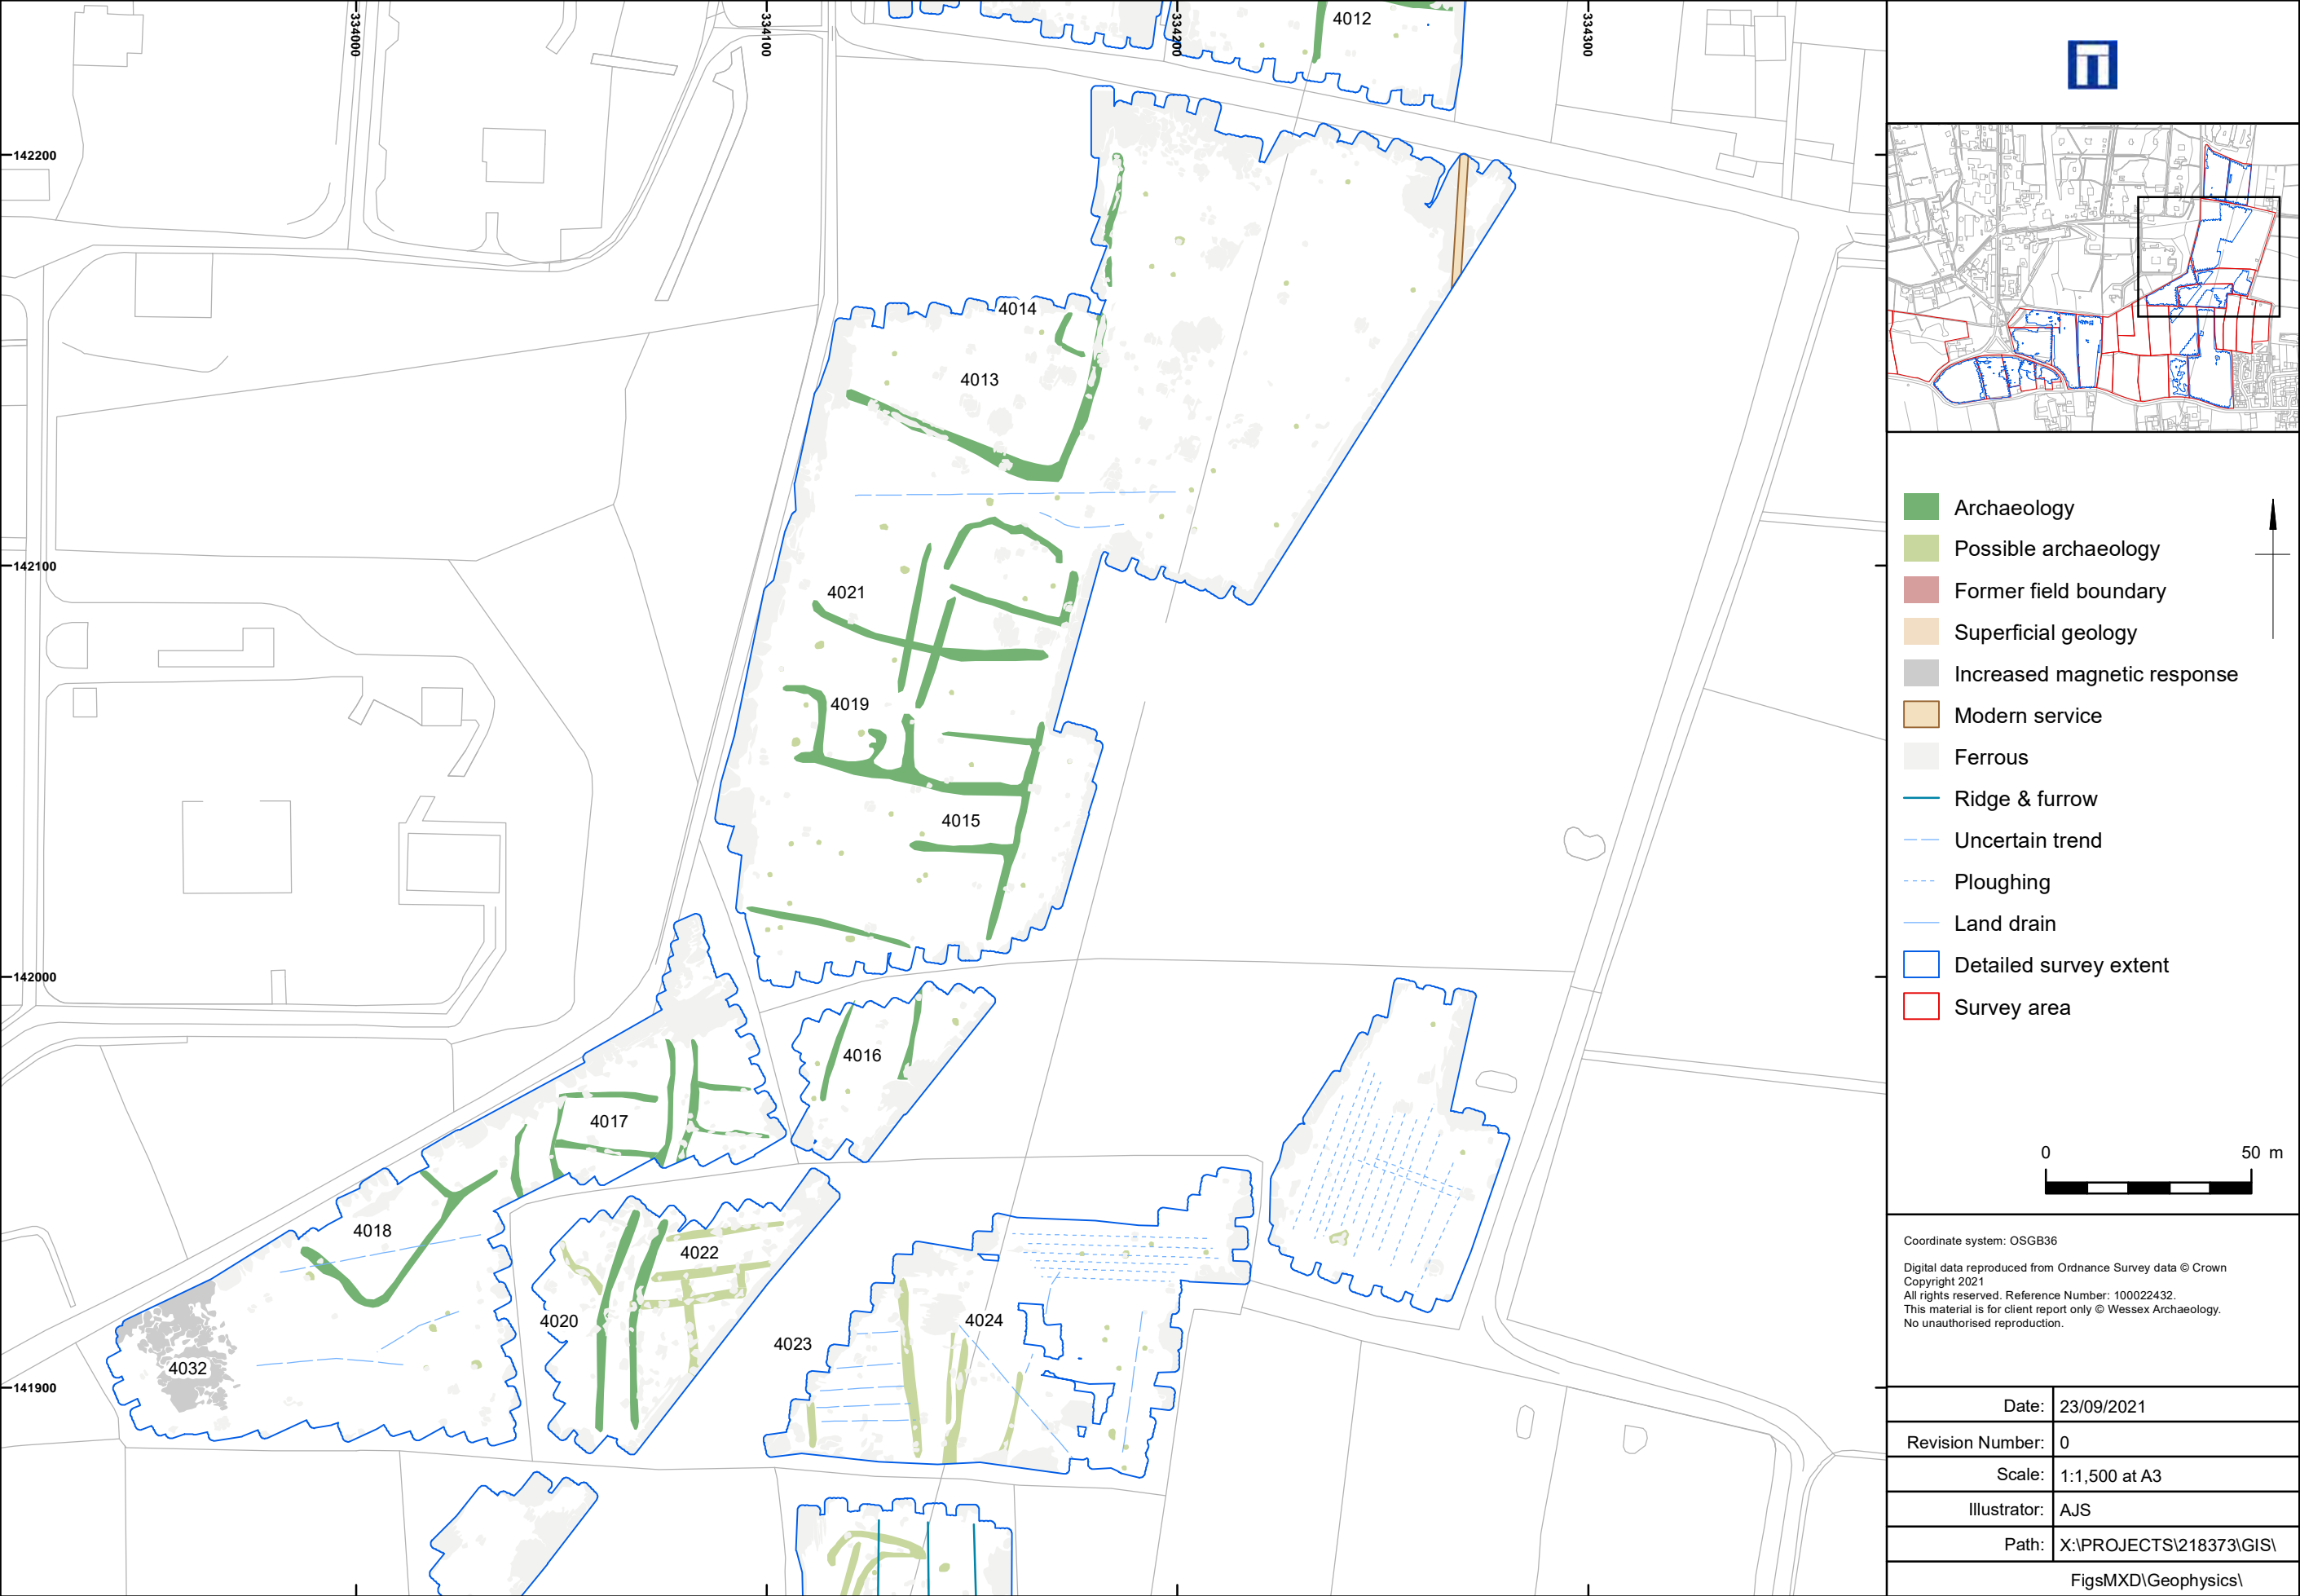 334000
334100
334200
334300
4012
142200
4014
4013
142100
4021
4019
4015
142000
4016
4017
4018
4022
4020
4024
4023
4032
141900
Archaeology
Possible archaeology
Former field boundary
Superficial geology
Increased magnetic response
Modern service
Ferrous
Ridge & furrow
Uncertain trend
Ploughing
Land drain
Detailed survey extent
Survey area
0 50 m
Coordinate system: OSGB36
Digital data reproduced from Ordnance Survey data © Crown
Copyright 2021
All rights reserved. Reference Number: 100022432.
This material is for client report only © Wessex Archaeology.
No unauthorised reproduction.
Date: 23/09/2021
Revision Number: 0
Scale: 1:1,500 at A3
Illustrator: AJS
Path: X:\PROJECTS\218373\GIS\
FigsMXD\Geophysics\